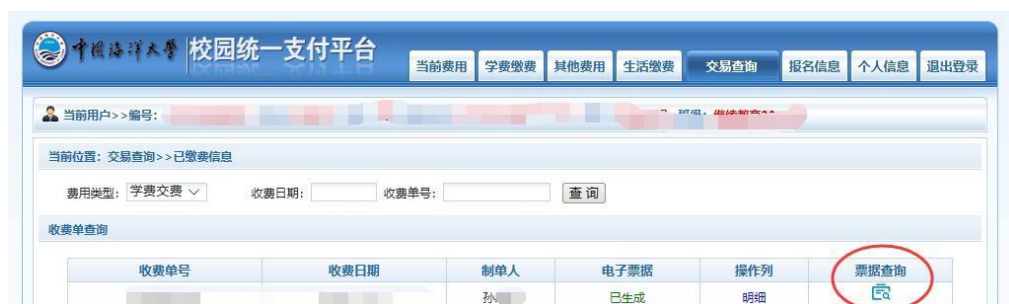 中国海洋大学 校园统一支付平台
当前费用 学费缴费 其他费用 生活缴费 交易查询 报名信息 个人信息 退出登录
当前用户>>编号: 班级:
当前位置: 交易查询>>已缴费信息
费用类型: 学费交费 收费日期: 收费单号: 查询
收费单查询
收费单号 收费日期 制单人 电子票据 操作列 票据查询
孙 已生成 明细